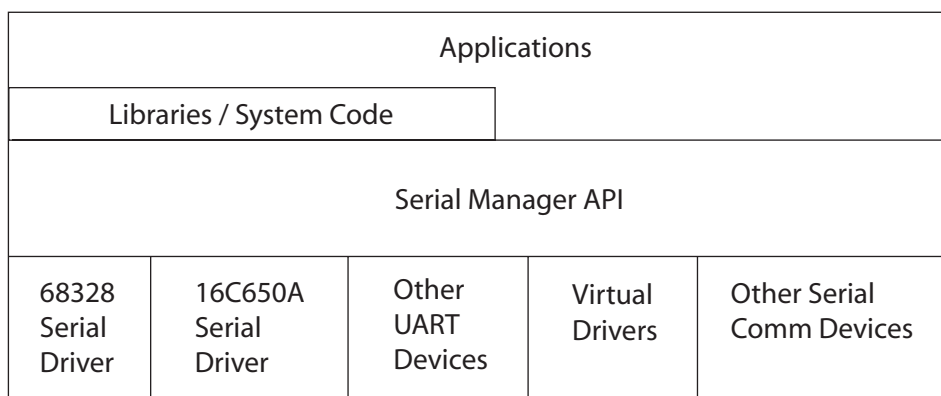 Applications
Libraries / System Code
Serial Manager API
68328
Serial
Driver
16C650A
Serial
Driver
Other
UART
Devices
Virtual
Drivers
Other Serial
Comm Devices